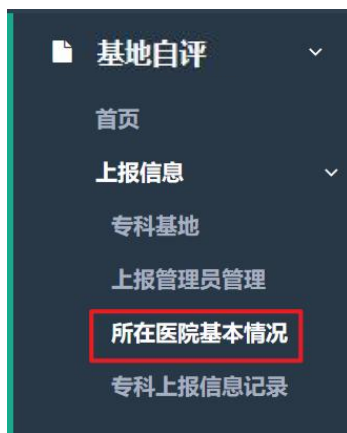 基地自评
首页
上报信息
专科基地
上报管理员管理
所在医院基本情况
专科上报信息记录